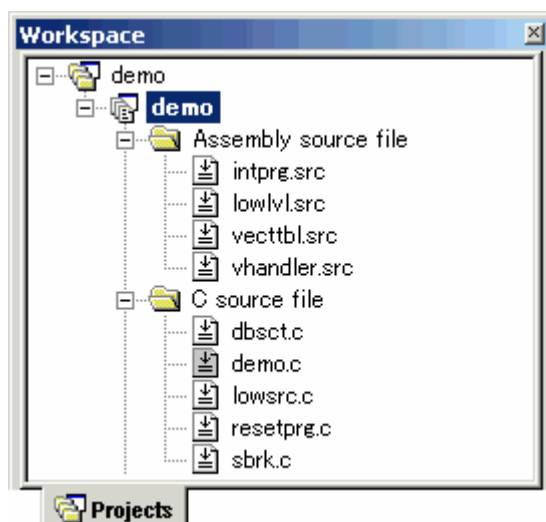 Workspace
demo
demo
Assembly source file
intprg.src
lowlvl.src
vecttbl.src
vhandler.src
C source file
dbsct.c
demo.c
lowsrc.c
resetprg.c
sbrk.c
Projects